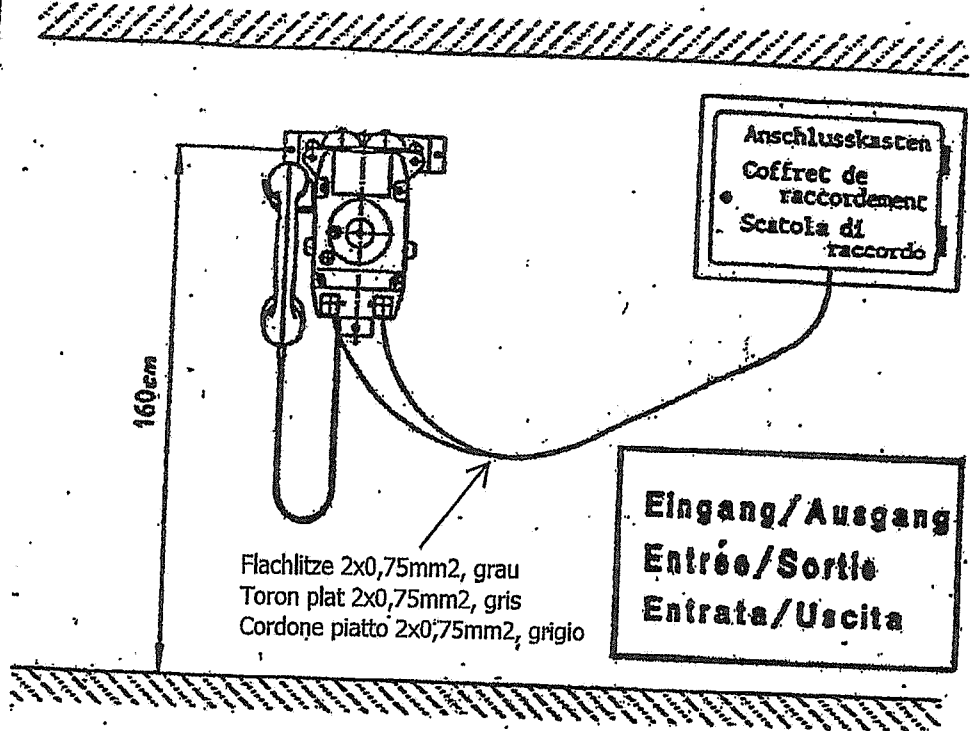 Anschlusskasten
Coffret de
raccordement
Scatola di
raccordo
160cm
Flachlitze 2x0,75mm2, grau
Toron plat 2x0,75mm2, gris
Cordone piatto 2x0,75mm2, grigio
Eingang/Ausgang
Entrée/Sortie
Entrata/Uscita